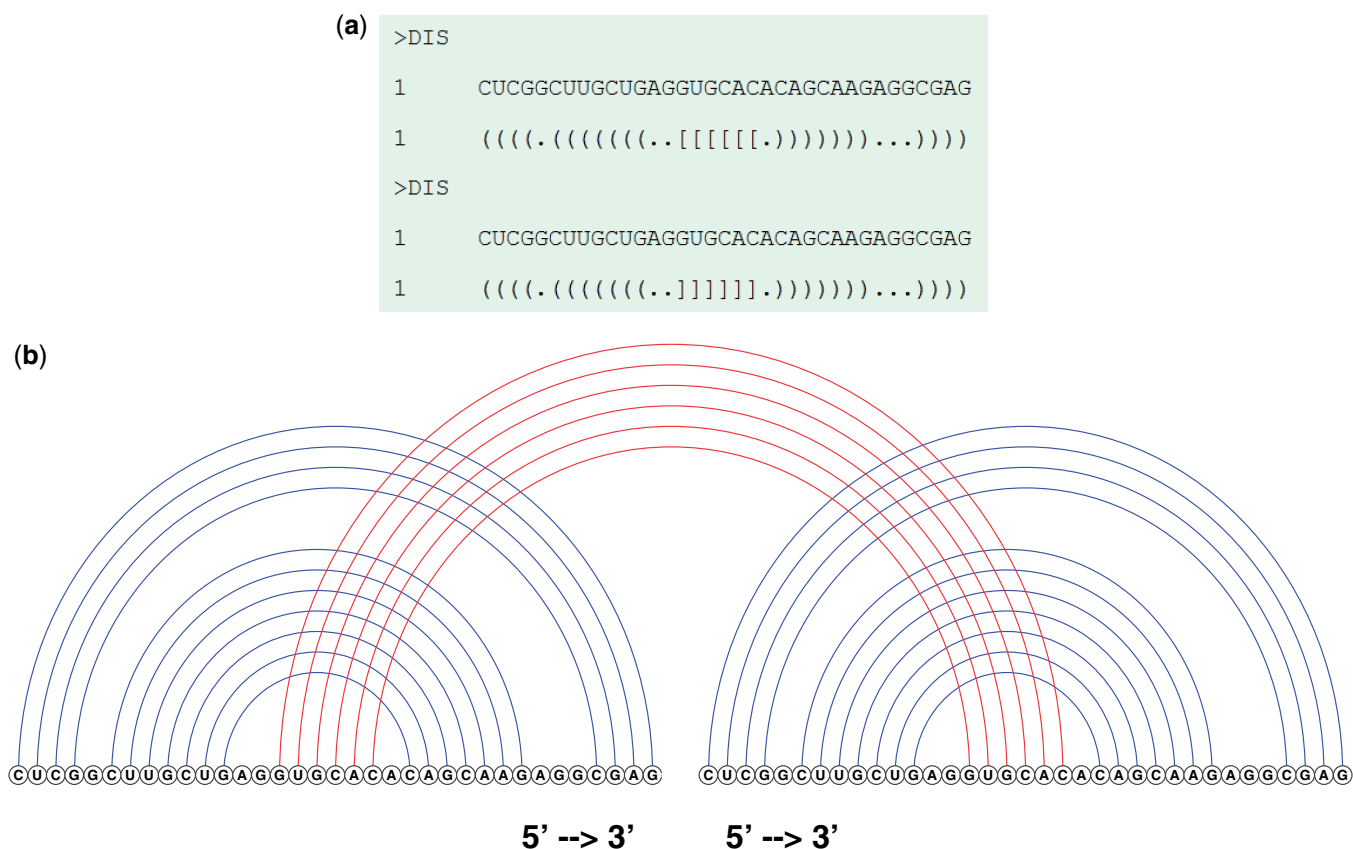 (a)
>DIS
1 CUCGGCUUGCUGAGGUGCACACAGCAAGAGGCGAG
1 ((((.(((((((..[[[[[[.)))))))...))))
>DIS
1 CUCGGCUUGCUGAGGUGCACACAGCAAGAGGCGAG
1 ((((.(((((((..]]]]]].)))))))...))))
(b)
CUCGGCUUGCUGAGGUGCACACAGCAAGAGGCGAG CUCGGCUUGCUGAGGUGCACACAGCAAGAGGCGAG
5' --> 3' 5' --> 3'